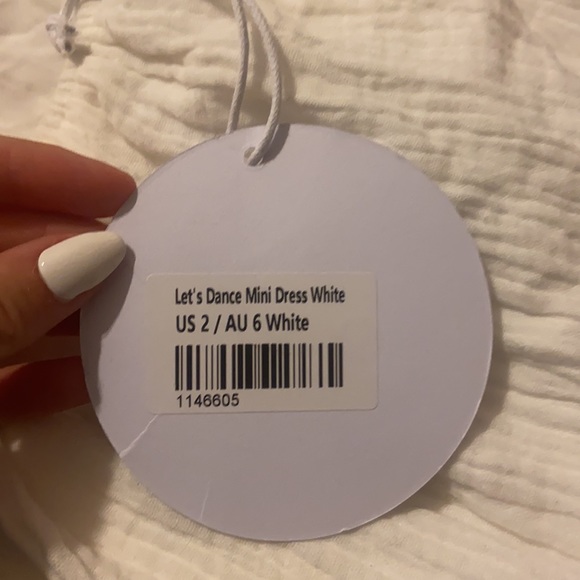 Let's Dance Mini Dress White
US 2 / AU 6 White
1146605